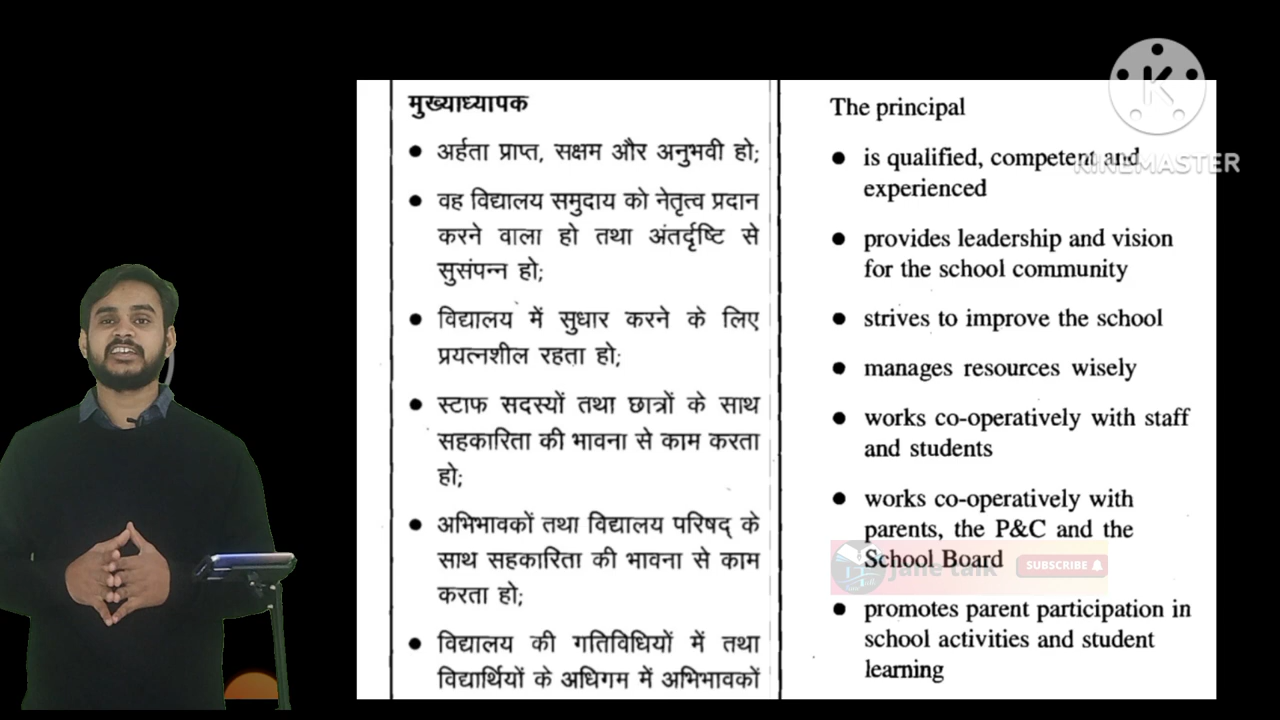 मुख्याध्यापक
• अर्हता प्राप्त, सक्षम और अनुभवी हो;
• वह विद्यालय समुदाय को नेतृत्व प्रदान
करने वाला हो तथा अंतर्दृष्टि से
सुसंपन्न हो;
• विद्यालय में सुधार करने के लिए
प्रयत्नशील रहता हो;
• स्टाफ सदस्यों तथा छात्रों के साथ
सहकारिता की भावना से काम करता
हो;
• अभिभावकों तथा विद्यालय परिषद् के
साथ सहकारिता की भावना से काम
करता हो;
• विद्यालय की गतिविधियों में तथा
विद्यार्थियों के अधिगम में अभिभावकों
The principal
• is qualified, competent and
experienced
• provides leadership and vision
for the school community
• strives to improve the school
• manages resources wisely
• works co-operatively with staff
and students
• works co-operatively with
parents, the P&C and the
School Board
• promotes parent participation in
school activities and student
learning
K
KINEMASTER
talk
SUBSCRIBE